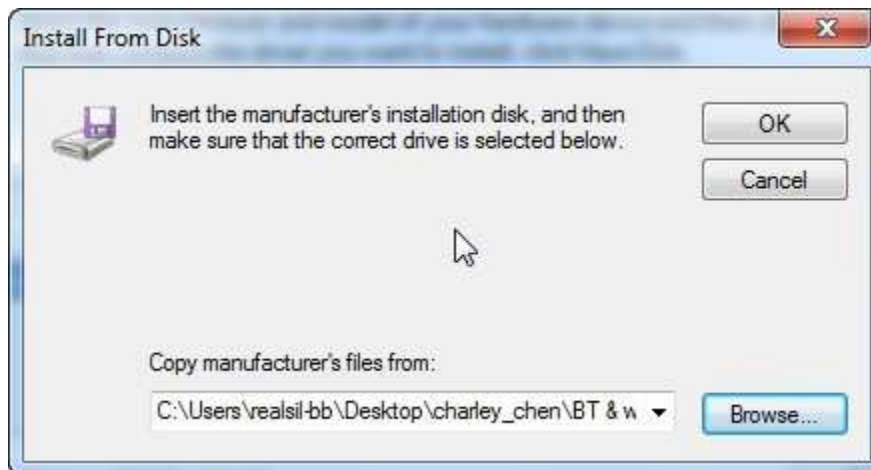 Install From Disk
Insert the manufacturer's installation disk, and then
make sure that the correct drive is selected below.
OK
Cancel
Copy manufacturer's files from:
C:\Users\realsil-bb\Desktop\charley_chen\BT & w
Browse...